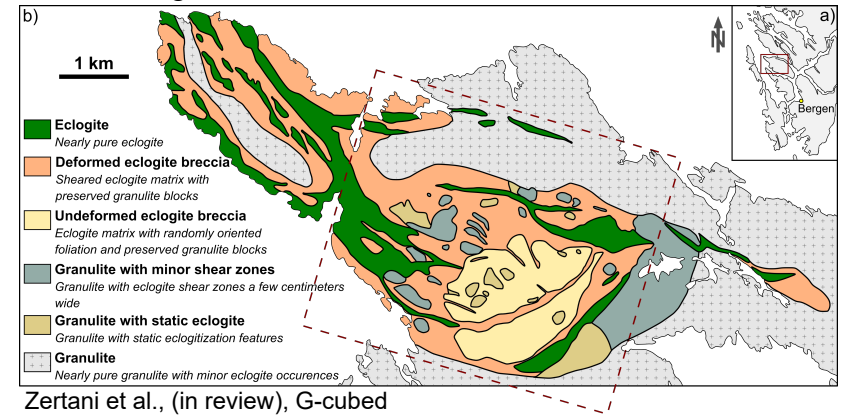 b)
a)
N
1 km
Bergen
Eclogite
Nearly pure eclogite
Deformed eclogite breccia
Sheared eclogite matrix with
preserved granulite blocks
Undeformed eclogite breccia
Eclogite matrix with randomly oriented
foliation and preserved granulite blocks
Granulite with minor shear zones
Granulite with eclogite shear zones a few centimeters
wide
Granulite with static eclogite
Granulite with static eclogitization features
Granulite
Nearly pure granulite with minor eclogite occurences
Zertani et al., (in review), G-cubed